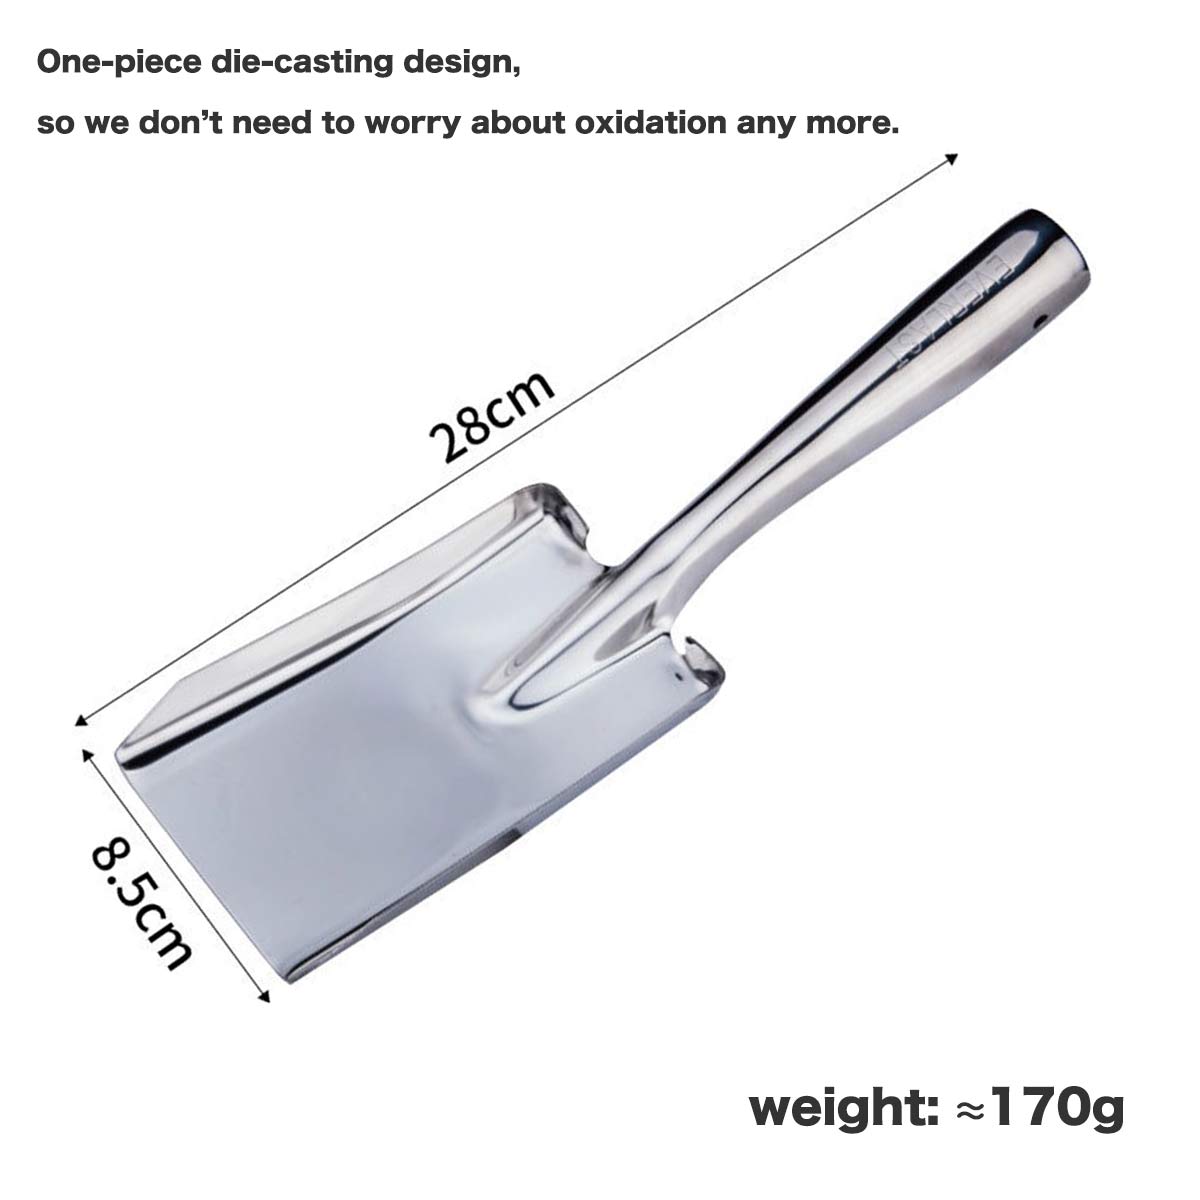 One-piece die-casting design,
so we don’t need to worry about oxidation any more.
EVERLAST
28cm
8.5cm
weight: ≈170g